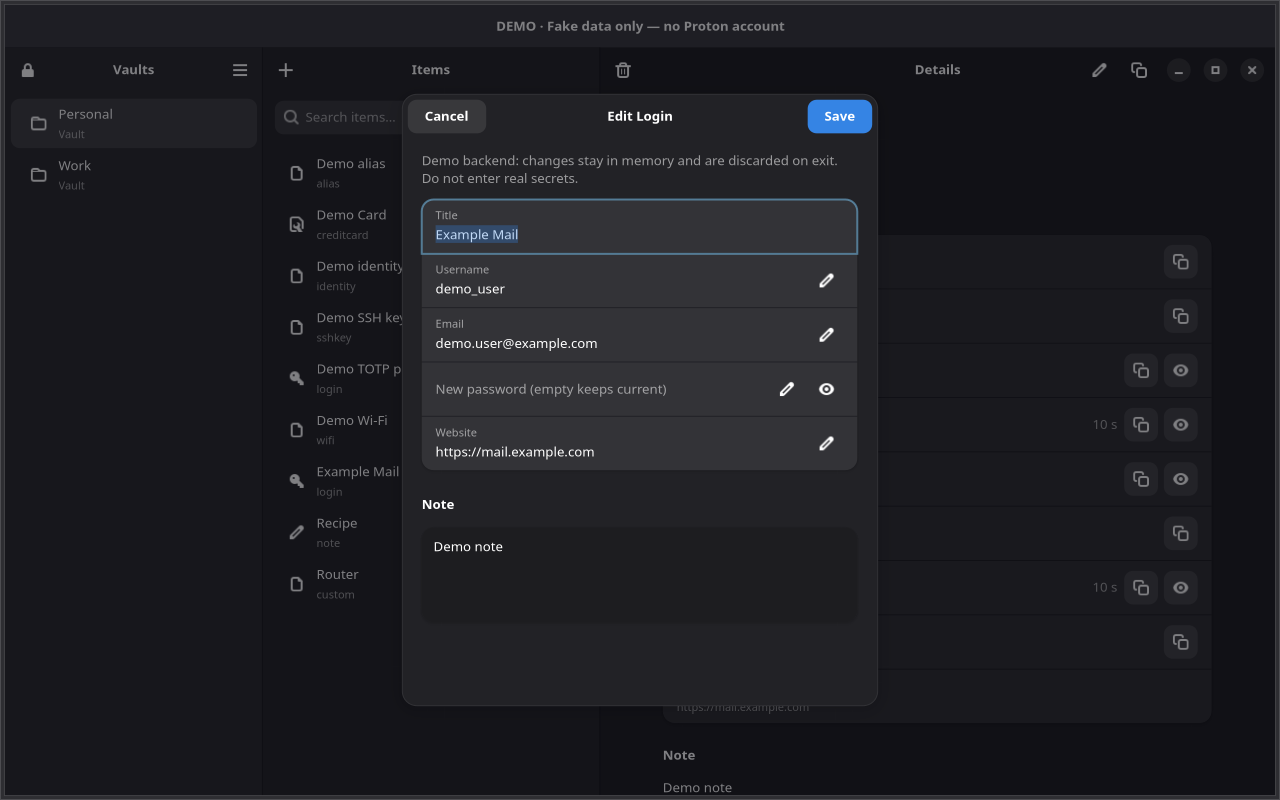 DEMO · Fake data only — no Proton account
Vaults
Items
Details
Personal
Vault
Work
Vault
Search items...
Demo alias
alias
Demo Card
creditcard
Demo identity
identity
Demo SSH key
sshkey
Demo TOTP
login
Demo Wi-Fi
wifi
Example Mail
login
Recipe
note
Router
custom
Cancel
Edit Login
Save
Demo backend: changes stay in memory and are discarded on exit.
Do not enter real secrets.
Title
Example Mail
Username
demo_user
Email
demo.user@example.com
New password (empty keeps current)
Website
https://mail.example.com
Note
Demo note
10 s
10 s
https://mail.example.com
Note
Demo note